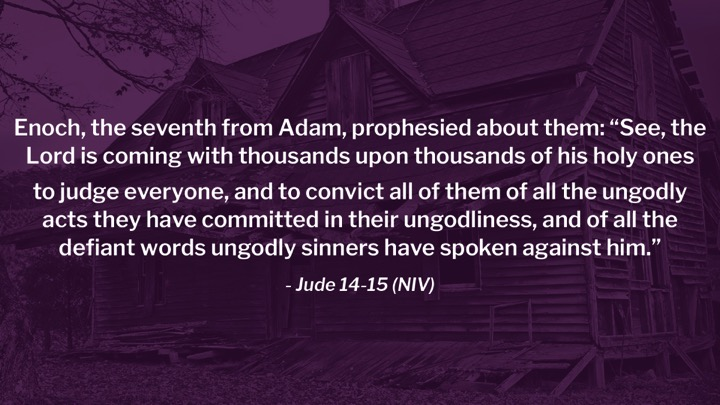 Enoch, the seventh from Adam, prophesied about them: “See, the
Lord is coming with thousands upon thousands of his holy ones
to judge everyone, and to convict all of them of all the ungodly
acts they have committed in their ungodliness, and of all the
defiant words ungodly sinners have spoken against him.”
- Jude 14-15 (NIV)